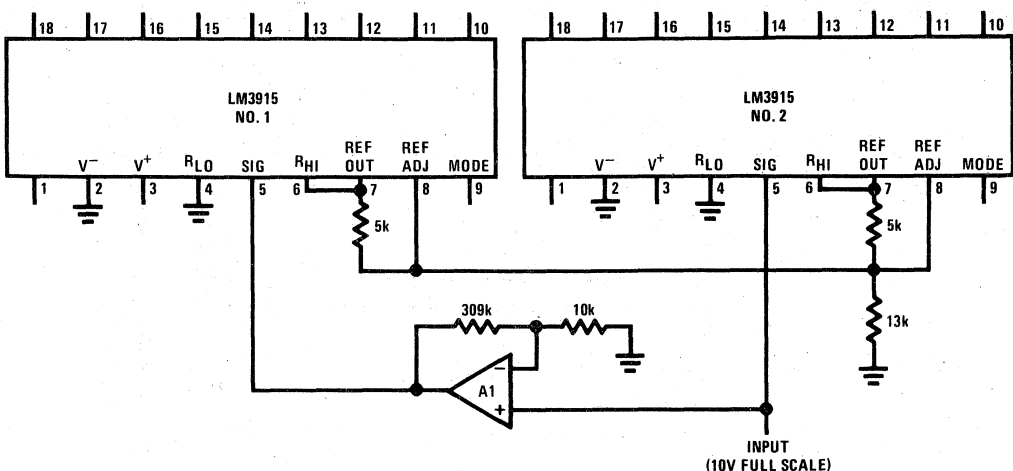 18 17 16 15 14 13 12 11 10
LM3915
NO. 1
V⁻ V⁺ RLO SIG RHI REF OUT REF ADJ MODE
1 2 3 4 5 6 7 8 9
5k
18 17 16 15 14 13 12 11 10
LM3915
NO. 2
V⁻ V⁺ RLO SIG RHI REF OUT REF ADJ MODE
1 2 3 4 5 6 7 8 9
5k
309k 10k
13k
−
A1
+
INPUT
(10V FULL SCALE)